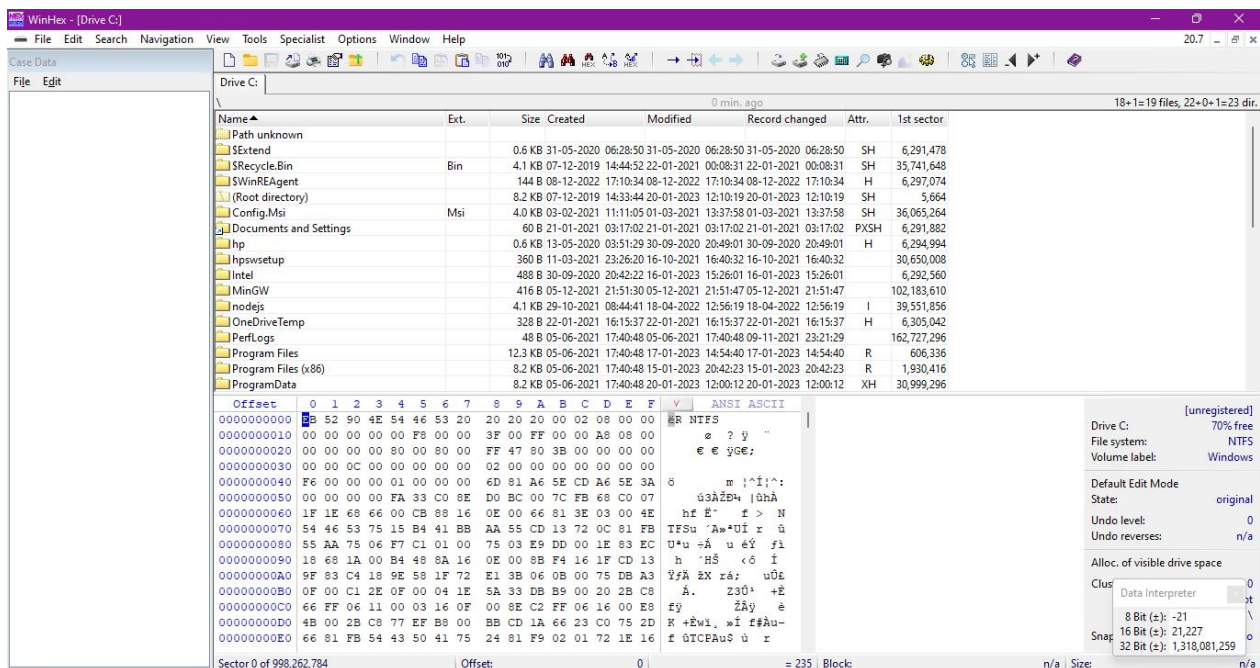 WinHex - [Drive C:]
File Edit Search Navigation View Tools Specialist Options Window Help 20.7
Case Data
File Edit
Drive C:
\ 0 min. ago 18+1=19 files, 22+0+1=23 dir.
Name Ext. Size Created Modified Record changed Attr. 1st sector
Path unknown
$Extend 0.6 KB 31-05-2020 06:28:50 31-05-2020 06:28:50 31-05-2020 06:28:50 SH 6,291,478
$Recycle.Bin Bin 4.1 KB 07-12-2019 14:44:52 22-01-2021 00:08:31 22-01-2021 00:08:31 SH 35,741,648
$WinREAgent 144 B 08-12-2022 17:10:34 08-12-2022 17:10:34 08-12-2022 17:10:34 H 6,297,074
(Root directory) 8.2 KB 07-12-2019 14:33:44 20-01-2023 12:10:19 20-01-2023 12:10:19 SH 5,664
Config.Msi Msi 4.0 KB 03-02-2021 11:11:05 01-03-2021 13:37:58 01-03-2021 13:37:58 SH 36,065,264
Documents and Settings 60 B 21-01-2021 03:17:02 21-01-2021 03:17:02 21-01-2021 03:17:02 PXSH 6,291,882
hp 0.6 KB 13-05-2020 03:51:29 30-09-2020 20:49:01 30-09-2020 20:49:01 H 6,294,994
hpswsetup 360 B 11-03-2021 23:26:20 16-10-2021 16:40:32 16-10-2021 16:40:32 30,650,008
Intel 488 B 30-09-2020 20:42:22 16-01-2023 15:26:01 16-01-2023 15:26:01 6,292,560
MinGW 416 B 05-12-2021 21:51:30 05-12-2021 21:51:47 05-12-2021 21:51:47 102,183,610
nodejs 4.1 KB 29-10-2021 08:44:41 18-04-2022 12:56:19 18-04-2022 12:56:19 I 39,551,856
OneDriveTemp 328 B 22-01-2021 16:15:37 22-01-2021 16:15:37 22-01-2021 16:15:37 H 6,305,042
PerfLogs 48 B 05-06-2021 17:40:48 05-06-2021 17:40:48 09-11-2021 23:21:29 162,727,296
Program Files 12.3 KB 05-06-2021 17:40:48 17-01-2023 14:54:40 17-01-2023 14:54:40 R 606,336
Program Files (x86) 8.2 KB 05-06-2021 17:40:48 15-01-2023 20:42:23 15-01-2023 20:42:23 R 1,930,416
ProgramData 8.2 KB 05-06-2021 17:40:48 20-01-2023 12:00:12 20-01-2023 12:00:12 XH 30,999,296
Offset 0 1 2 3 4 5 6 7 8 9 A B C D E F ANSI ASCII
0000000000 EB 52 90 4E 54 46 53 20 20 20 20 00 02 08 00 00 ëR NTFS
0000000010 00 00 00 00 00 F8 00 00 3F 00 FF 00 00 A8 08 00 ø ? ÿ ¨
0000000020 00 00 00 00 80 00 80 00 FF 47 80 3B 00 00 00 00 € € ÿG€;
0000000030 00 00 0C 00 00 00 00 00 02 00 00 00 00 00 00 00
0000000040 F6 00 00 00 01 00 00 00 6D 81 A6 5E CD A6 5E 3A ö m ¦^Í¦^:
0000000050 00 00 00 00 FA 33 C0 8E D0 BC 00 7C FB 68 C0 07 ú3ÀŽÐ¼ |ûhÀ
0000000060 1F 1E 68 66 00 CB 88 16 0E 00 66 81 3E 03 00 4E hf Ëˆ f > N
0000000070 54 46 53 75 15 B4 41 BB AA 55 CD 13 72 0C 81 FB TFSu ´A»ªUÍ r û
0000000080 55 AA 75 06 F7 C1 01 00 75 03 E9 DD 00 1E 83 EC Uªu ÷Á u éÝ ƒì
0000000090 18 68 1A 00 B4 48 8A 16 0E 00 8B F4 16 1F CD 13 h ´HŠ ‹ô Í
00000000A0 9F 83 C4 18 9E 58 1F 72 E1 3B 06 0B 00 75 DB A3 ŸƒÄ žX rá; uÛ£
00000000B0 0F 00 C1 2E 0F 00 04 1E 5A 33 DB B9 00 20 2B C8 Á. Z3Û¹ +È
00000000C0 66 FF 06 11 00 03 16 0F 00 8E C2 FF 06 16 00 E8 fÿ ŽÂÿ è
00000000D0 4B 00 2B C8 77 EF B8 00 BB CD 1A 66 23 C0 75 2D K +Èwï¸ »Í f#Àu-
00000000E0 66 81 FB 54 43 50 41 75 24 81 F9 02 01 72 1E 16 f ûTCPAu$ ù r
[unregistered]
Drive C: 70% free
File system: NTFS
Volume label: Windows
Default Edit Mode
State: original
Undo level: 0
Undo reverses: n/a
Alloc. of visible drive space
Clus 0
Data Interpreter
8 Bit (±): -21
16 Bit (±): 21,227
32 Bit (±): 1,318,081,259
Snap
Sector 0 of 998,262,784 Offset: 0 = 235 Block: n/a Size: n/a